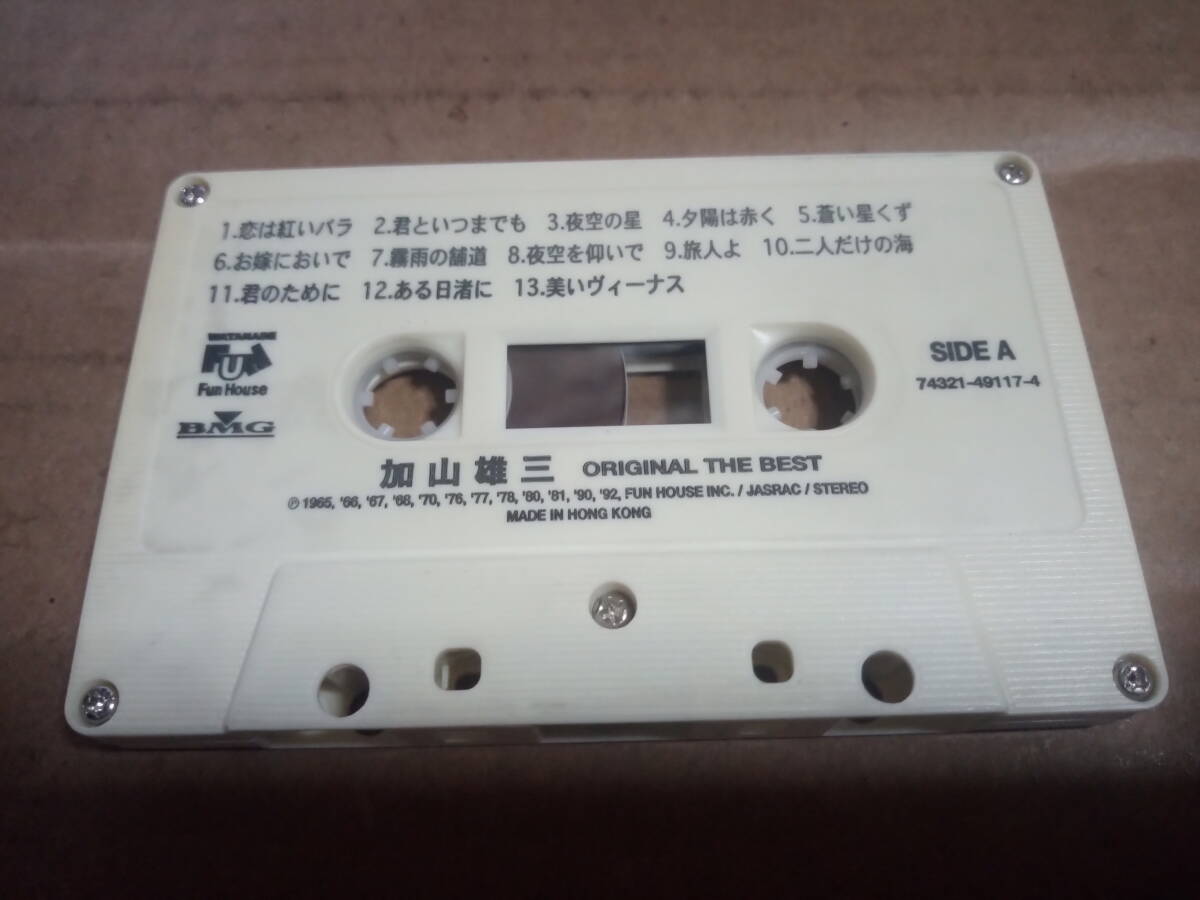 1.恋は紅いバラ 2.君といつまでも 3.夜空の星 4.夕陽は赤く 5.蒼い星くず
6.お嫁においで 7.霧雨の舗道 8.夜空を仰いで 9.旅人よ 10.二人だけの海
11.君のために 12.ある日渚に 13.美いヴィーナス
WATANABE
FUN
Fun House
BMG
SIDE A
74321-49117-4
加山雄三 ORIGINAL THE BEST
℗ 1965, '66, '67, '68, '70, '76, '77, '78, '80, '81, '90, '92, FUN HOUSE INC. / JASRAC / STEREO
MADE IN HONG KONG